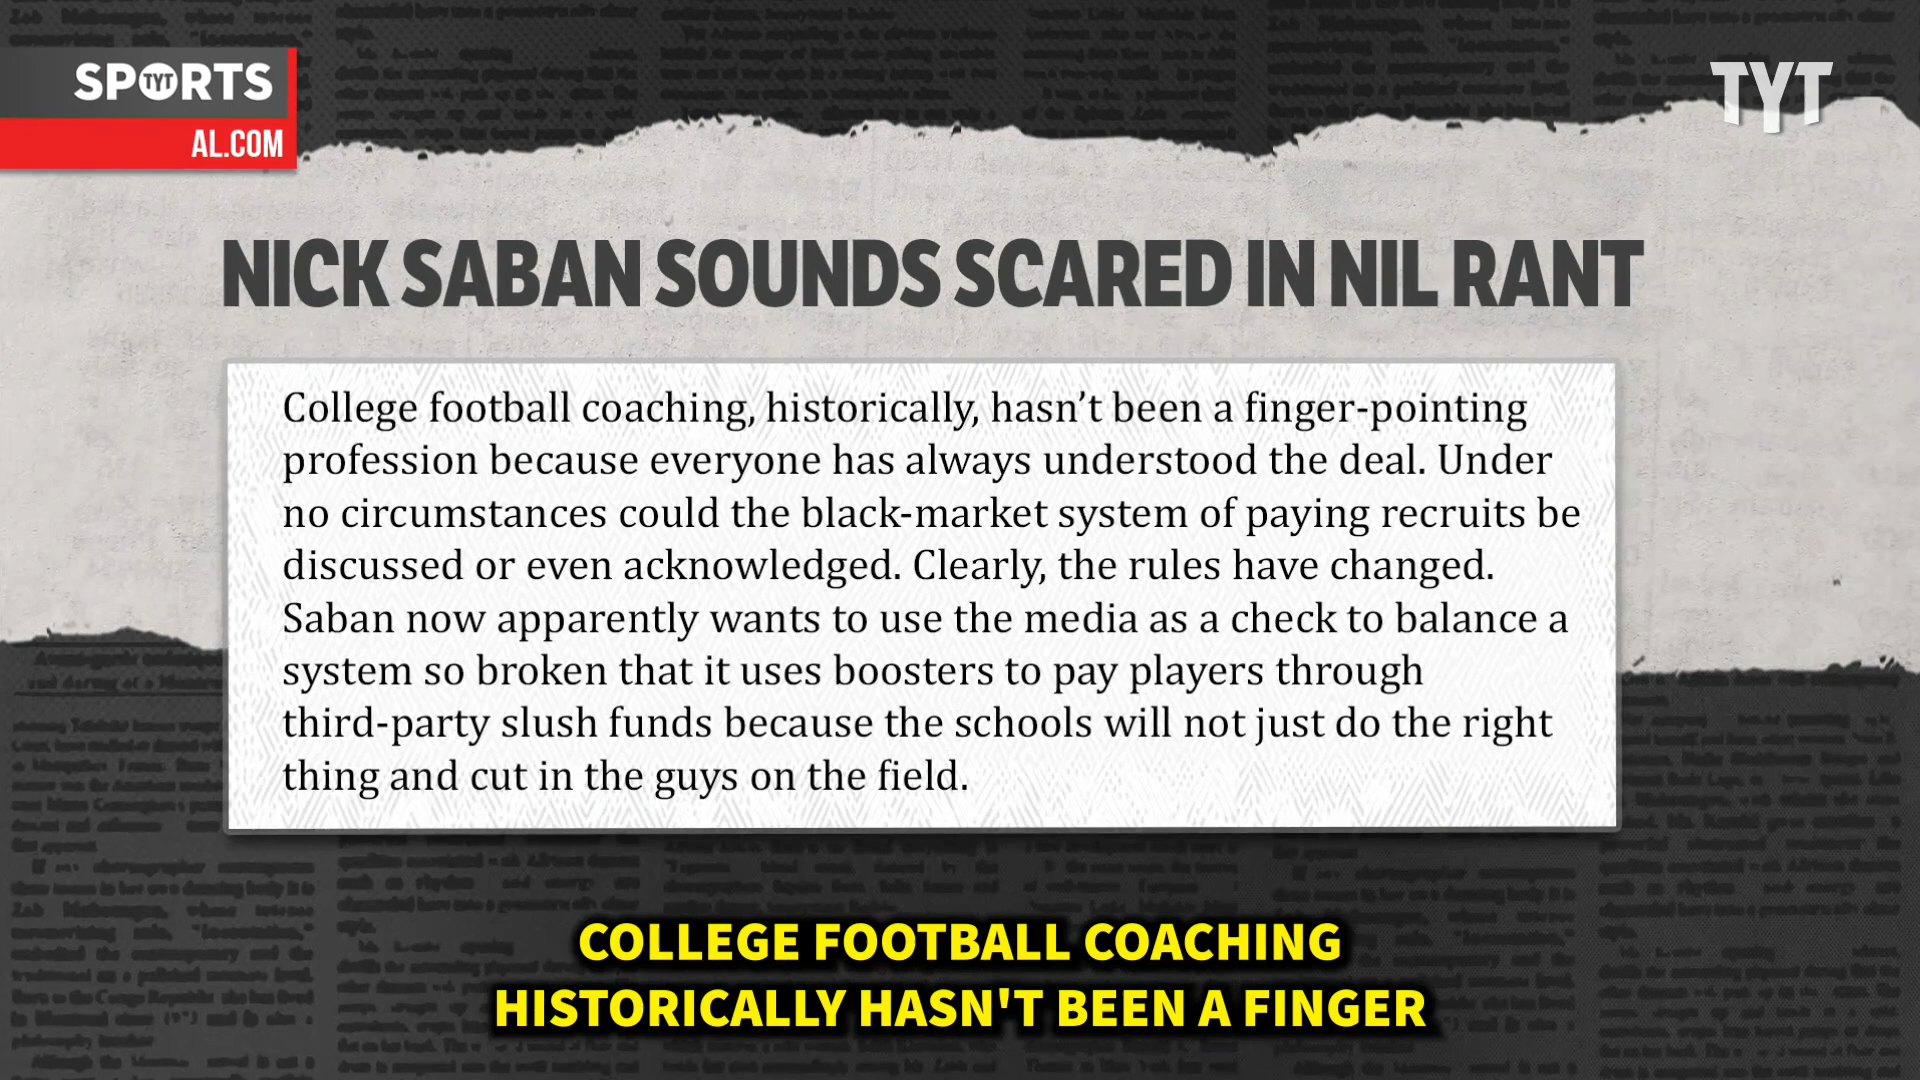 SPORTS
TYT
AL.COM
TYT
NICK SABAN SOUNDS SCARED IN NIL RANT
College football coaching, historically, hasn’t been a finger-pointing
profession because everyone has always understood the deal. Under
no circumstances could the black-market system of paying recruits be
discussed or even acknowledged. Clearly, the rules have changed.
Saban now apparently wants to use the media as a check to balance a
system so broken that it uses boosters to pay players through
third-party slush funds because the schools will not just do the right
thing and cut in the guys on the field.
COLLEGE FOOTBALL COACHING
HISTORICALLY HASN'T BEEN A FINGER